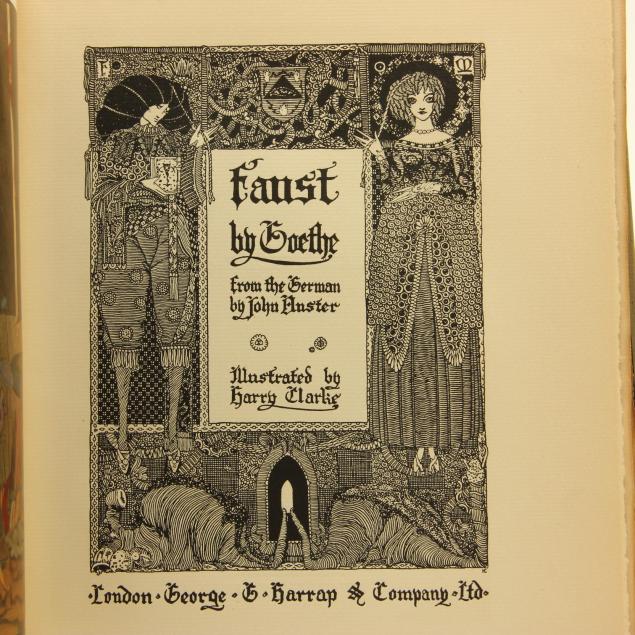 F
M
Faust
by Goethe
from the German
by John Anster
Illustrated by
Harry Clarke
·London·George·G·Harrap & Company·Ltd·